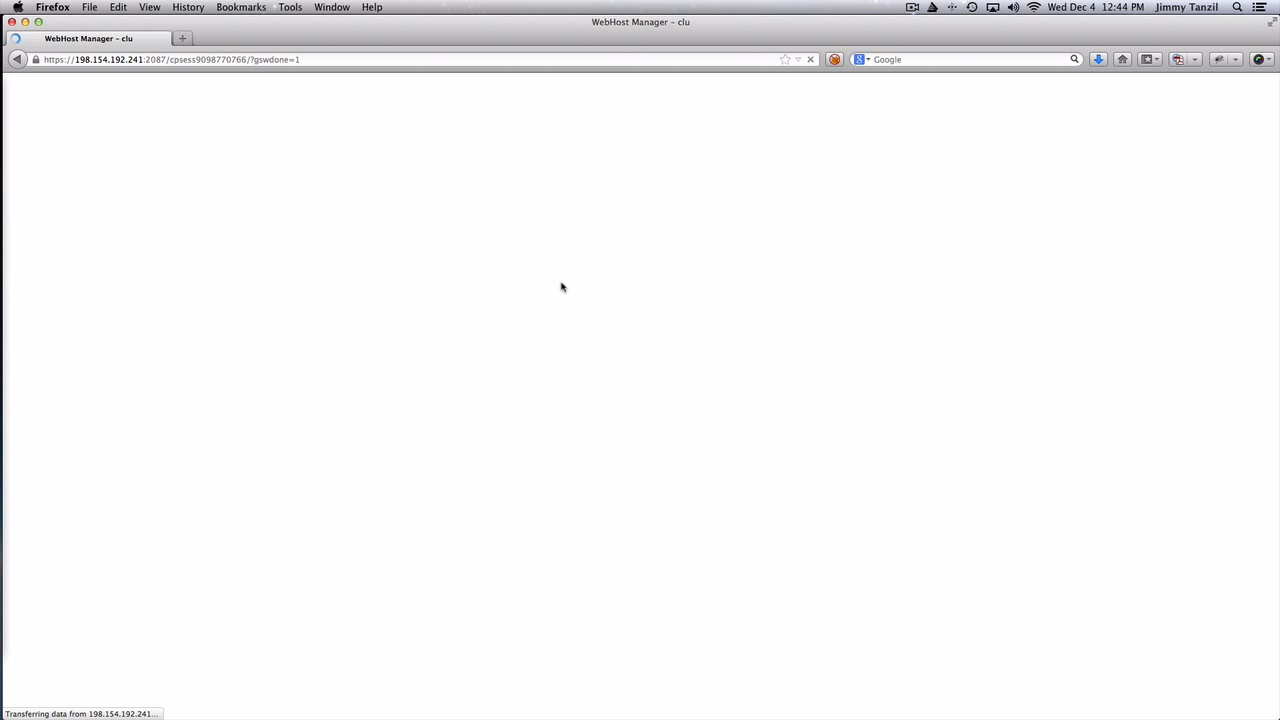 Firefox File Edit View History Bookmarks Tools Window Help Wed Dec 4 12:44 PM Jimmy Tanzil
WebHost Manager – clu
WebHost Manager – clu
https://198.154.192.241:2087/cpsess9098770766/?gswdone=1 Google
Transferring data from 198.154.192.241...